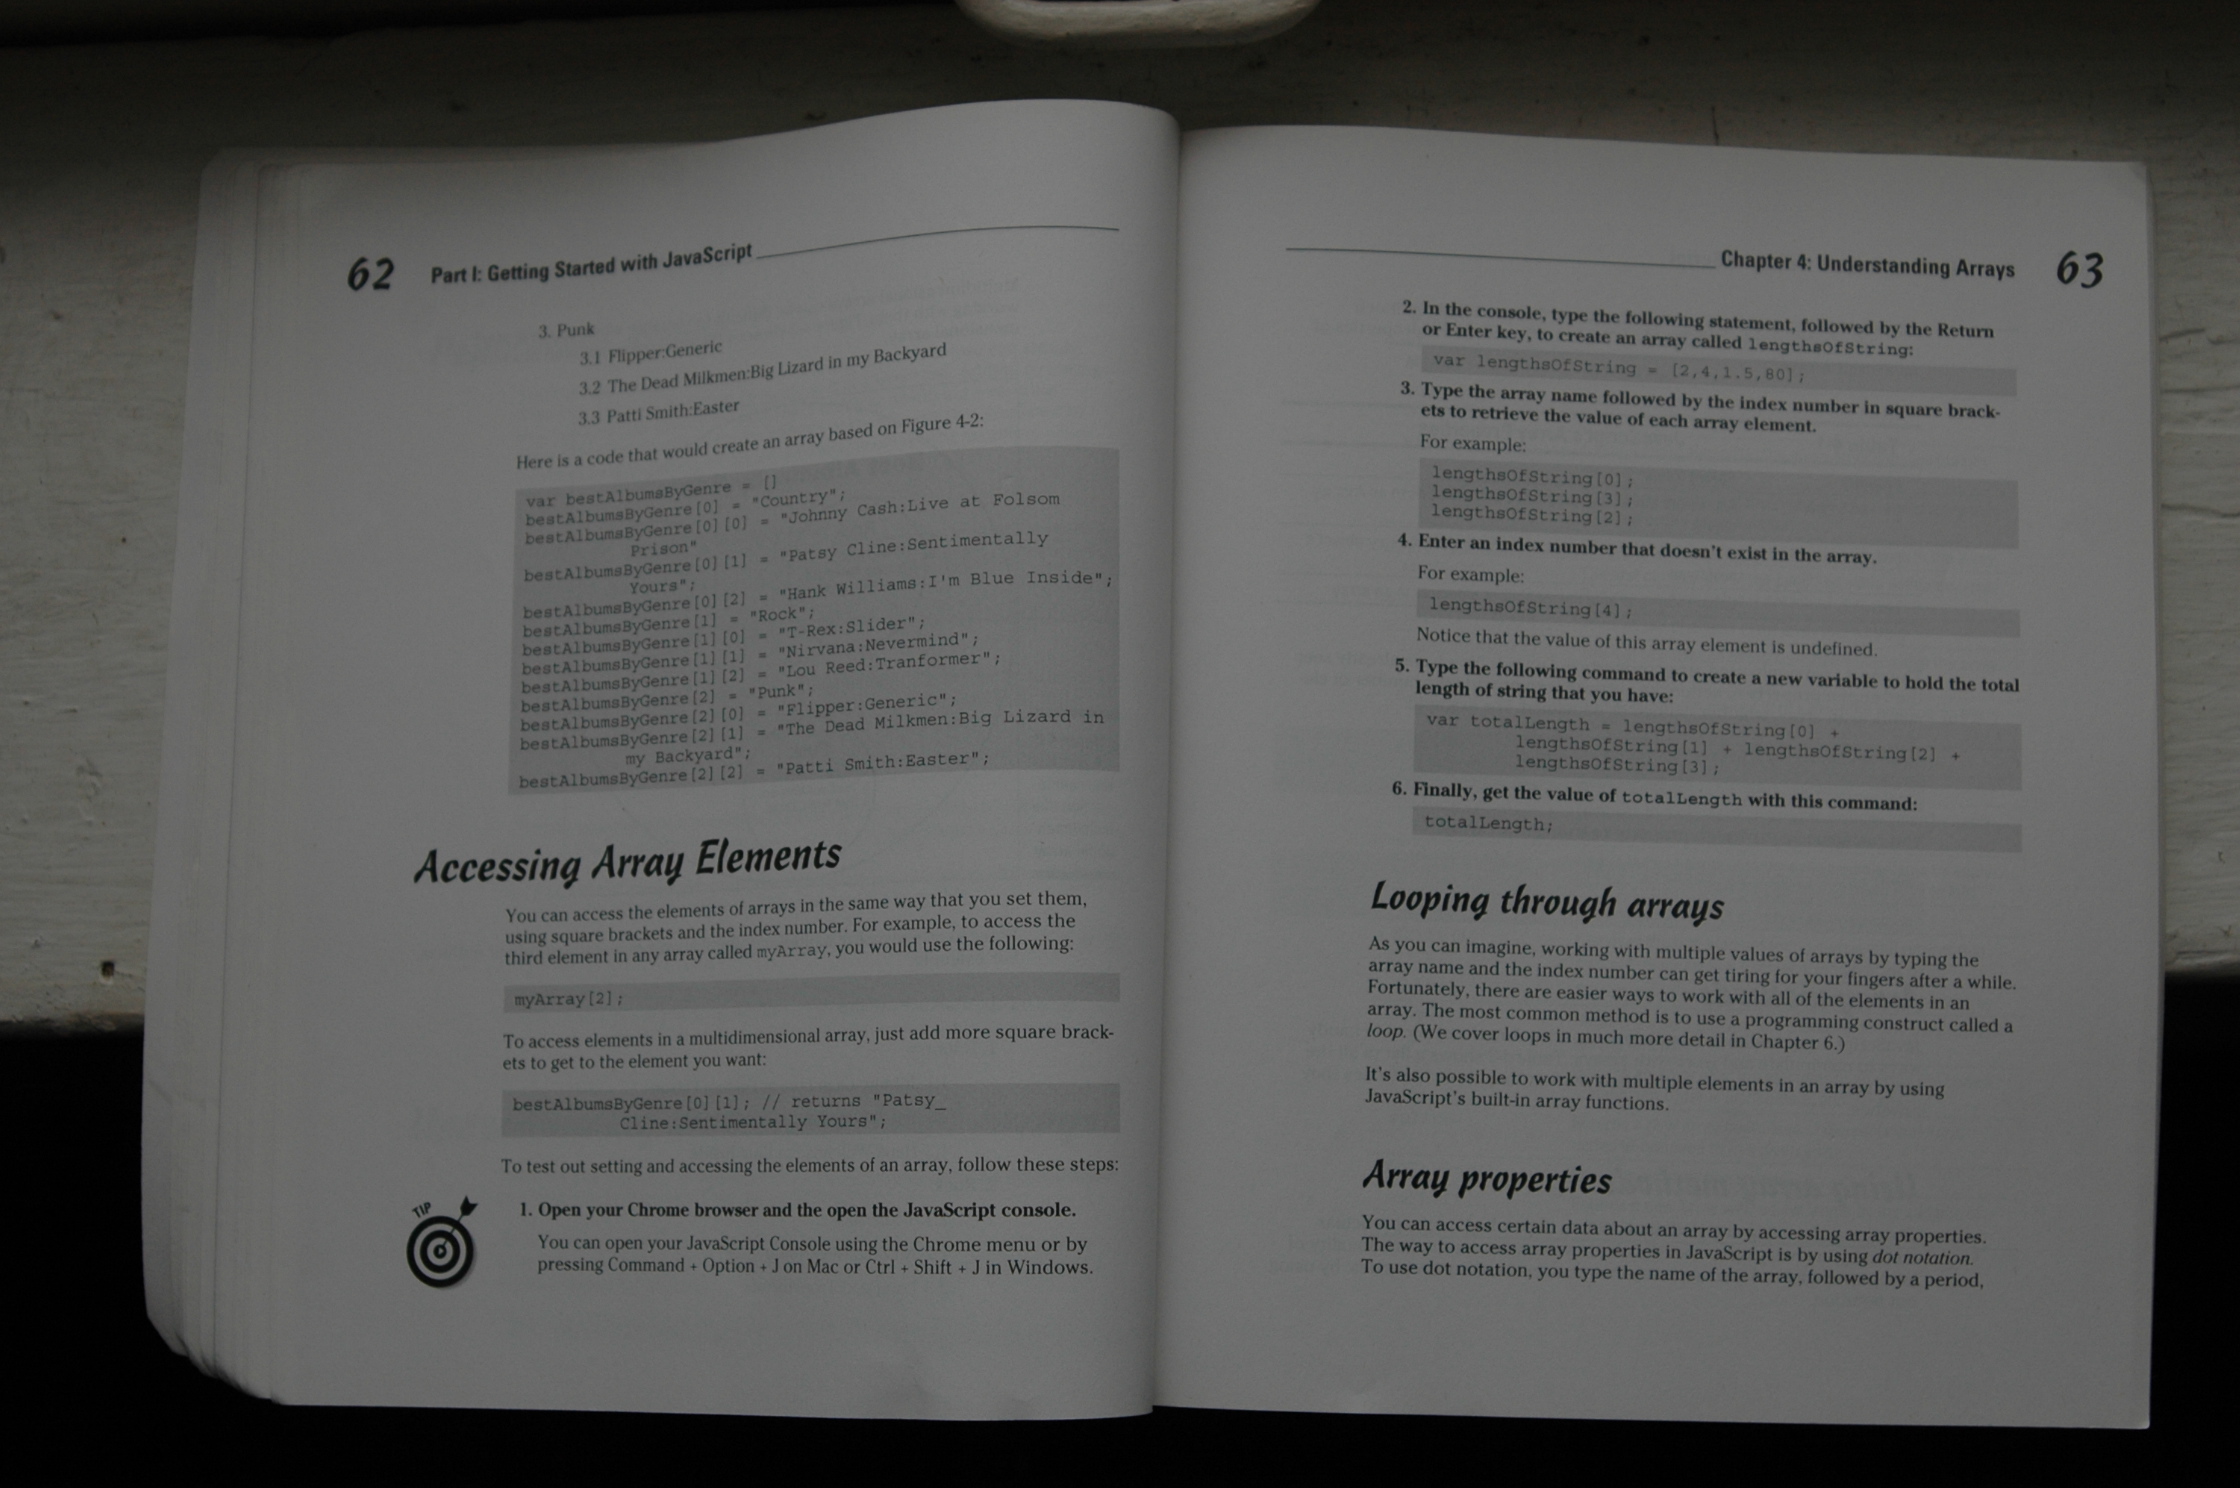 62 Part I: Getting Started with JavaScript
3. Punk
3.1 Flipper:Generic
3.2 The Dead Milkmen:Big Lizard in my Backyard
3.3 Patti Smith:Easter
Here is a code that would create an array based on Figure 4-2:
var bestAlbumsByGenre = []
bestAlbumsByGenre[0] = "Country";
bestAlbumsByGenre[0][0] = "Johnny Cash:Live at Folsom
Prison"
bestAlbumsByGenre[0][1] = "Patsy Cline:Sentimentally
Yours";
bestAlbumsByGenre[0][2] = "Hank Williams:I'm Blue Inside";
bestAlbumsByGenre[1] = "Rock";
bestAlbumsByGenre[1][0] = "T-Rex:Slider";
bestAlbumsByGenre[1][1] = "Nirvana:Nevermind";
bestAlbumsByGenre[1][2] = "Lou Reed:Tranformer";
bestAlbumsByGenre[2] = "Punk";
bestAlbumsByGenre[2][0] = "Flipper:Generic";
bestAlbumsByGenre[2][1] = "The Dead Milkmen:Big Lizard in
my Backyard";
bestAlbumsByGenre[2][2] = "Patti Smith:Easter";
Accessing Array Elements
You can access the elements of arrays in the same way that you set them,
using square brackets and the index number. For example, to access the
third element in any array called myArray, you would use the following:
myArray[2];
To access elements in a multidimensional array, just add more square brack-
ets to get to the element you want:
bestAlbumsByGenre[0][1]; // returns "Patsy_
Cline:Sentimentally Yours";
To test out setting and accessing the elements of an array, follow these steps:
TIP
1. Open your Chrome browser and the open the JavaScript console.
You can open your JavaScript Console using the Chrome menu or by
pressing Command + Option + J on Mac or Ctrl + Shift + J in Windows.
Chapter 4: Understanding Arrays 63
2. In the console, type the following statement, followed by the Return
or Enter key, to create an array called lengthsOfString:
var lengthsOfString = [2,4,1.5,80];
3. Type the array name followed by the index number in square brack-
ets to retrieve the value of each array element.
For example:
lengthsOfString[0];
lengthsOfString[3];
lengthsOfString[2];
4. Enter an index number that doesn't exist in the array.
For example:
lengthsOfString[4];
Notice that the value of this array element is undefined.
5. Type the following command to create a new variable to hold the total
length of string that you have:
var totalLength = lengthsOfString[0] +
lengthsOfString[1] + lengthsOfString[2] +
lengthsOfString[3];
6. Finally, get the value of totalLength with this command:
totalLength;
Looping through arrays
As you can imagine, working with multiple values of arrays by typing the
array name and the index number can get tiring for your fingers after a while.
Fortunately, there are easier ways to work with all of the elements in an
array. The most common method is to use a programming construct called a
loop. (We cover loops in much more detail in Chapter 6.)
It's also possible to work with multiple elements in an array by using
JavaScript's built-in array functions.
Array properties
You can access certain data about an array by accessing array properties.
The way to access array properties in JavaScript is by using dot notation.
To use dot notation, you type the name of the array, followed by a period,